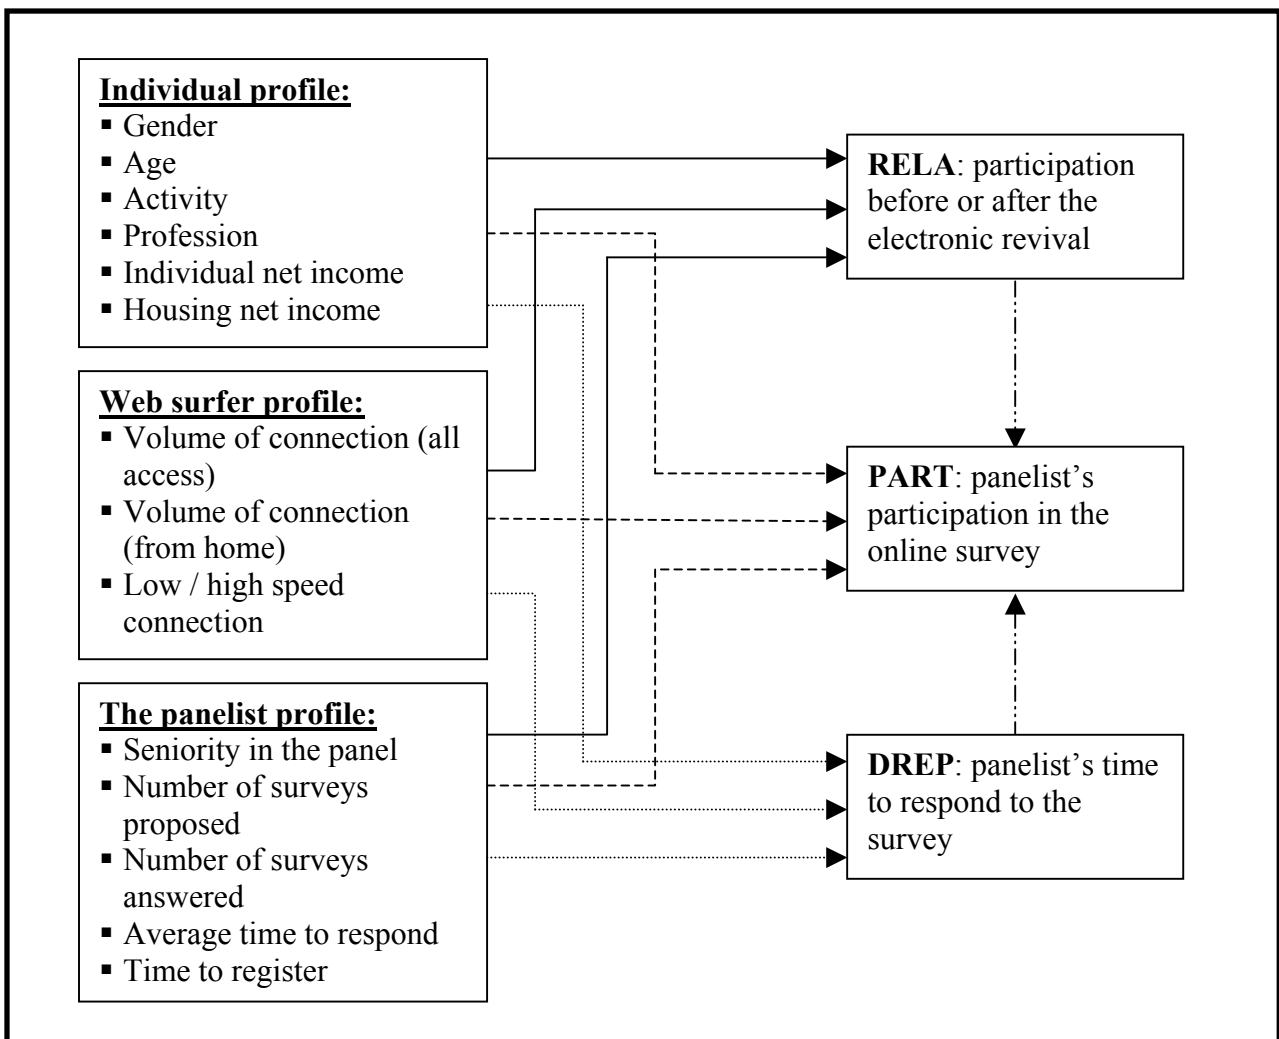 Individual profile:
▪ Gender
▪ Age
▪ Activity
▪ Profession
▪ Individual net income
▪ Housing net income
Web surfer profile:
▪ Volume of connection (all
access)
▪ Volume of connection
(from home)
▪ Low / high speed
connection
The panelist profile:
▪ Seniority in the panel
▪ Number of surveys
proposed
▪ Number of surveys
answered
▪ Average time to respond
▪ Time to register
RELA: participation
before or after the
electronic revival
PART: panelist’s
participation in the
online survey
DREP: panelist’s time
to respond to the
survey